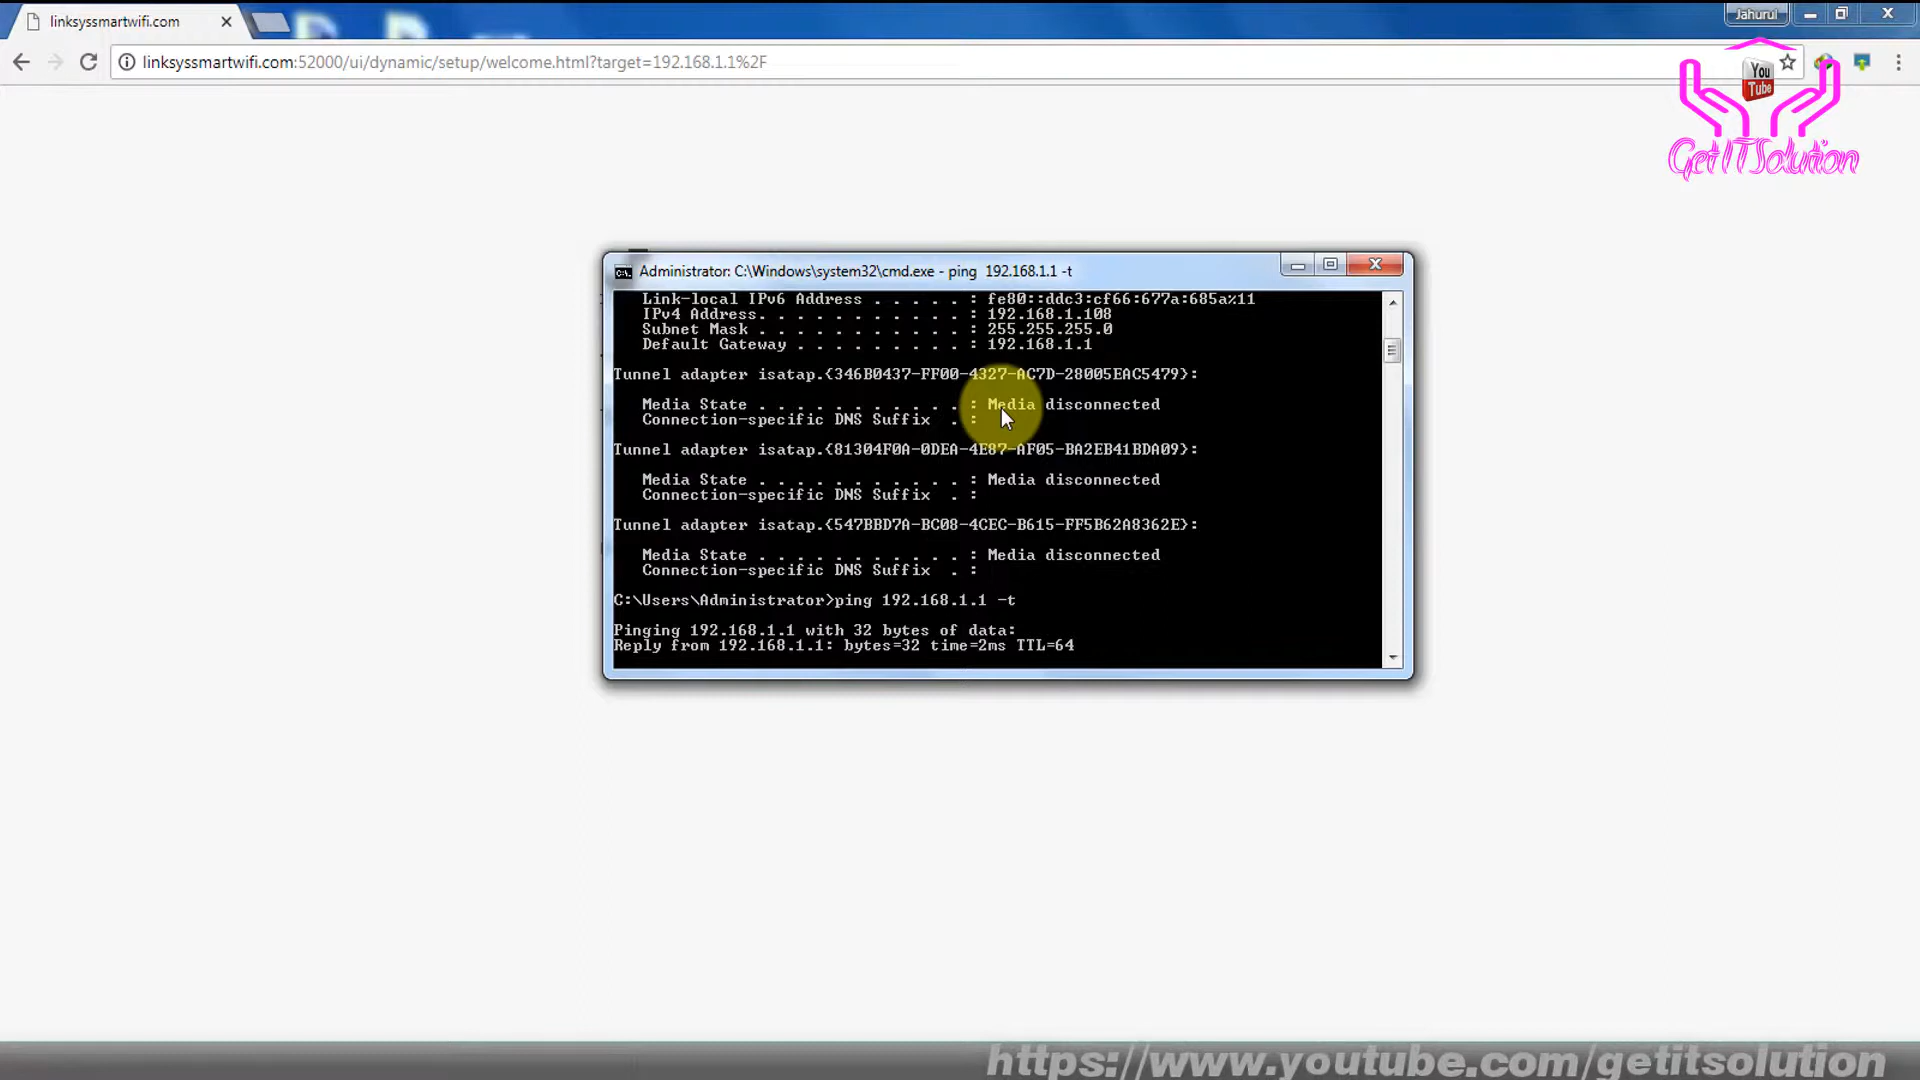 linksyssmartwifi.com
Jahurul
linksyssmartwifi.com:52000/ui/dynamic/setup/welcome.html?target=192.168.1.1%2F
You
Tube
Get IT Solution
Administrator: C:\Windows\system32\cmd.exe - ping  192.168.1.1 -t
Link-local IPv6 Address . . . . . : fe80::ddc3:cf66:677a:685a%11
IPv4 Address. . . . . . . . . . . : 192.168.1.108
Subnet Mask . . . . . . . . . . . : 255.255.255.0
Default Gateway . . . . . . . . . : 192.168.1.1
Tunnel adapter isatap.{346B0437-FF00-4327-AC7D-28005EAC5479}:
Media State . . . . . . . . . . . : Media disconnected
Connection-specific DNS Suffix  . :
Tunnel adapter isatap.{81304F0A-0DEA-4E87-AF05-BA2EB41BDA09}:
Media State . . . . . . . . . . . : Media disconnected
Connection-specific DNS Suffix  . :
Tunnel adapter isatap.{547BBD7A-BC08-4CEC-B615-FF5B62A8362E}:
Media State . . . . . . . . . . . : Media disconnected
Connection-specific DNS Suffix  . :
C:\Users\Administrator>ping 192.168.1.1 -t
Pinging 192.168.1.1 with 32 bytes of data:
Reply from 192.168.1.1: bytes=32 time=2ms TTL=64
https://www.youtube.com/getitsolution